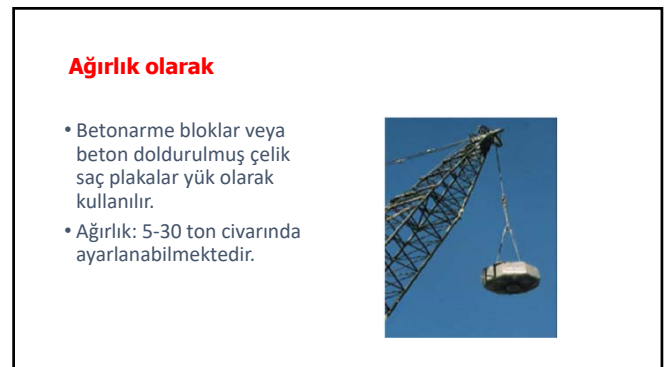 Ağırlık olarak
• Betonarme bloklar veya
beton doldurulmuş çelik
saç plakalar yük olarak
kullanılır.
• Ağırlık: 5-30 ton civarında
ayarlanabilmektedir.